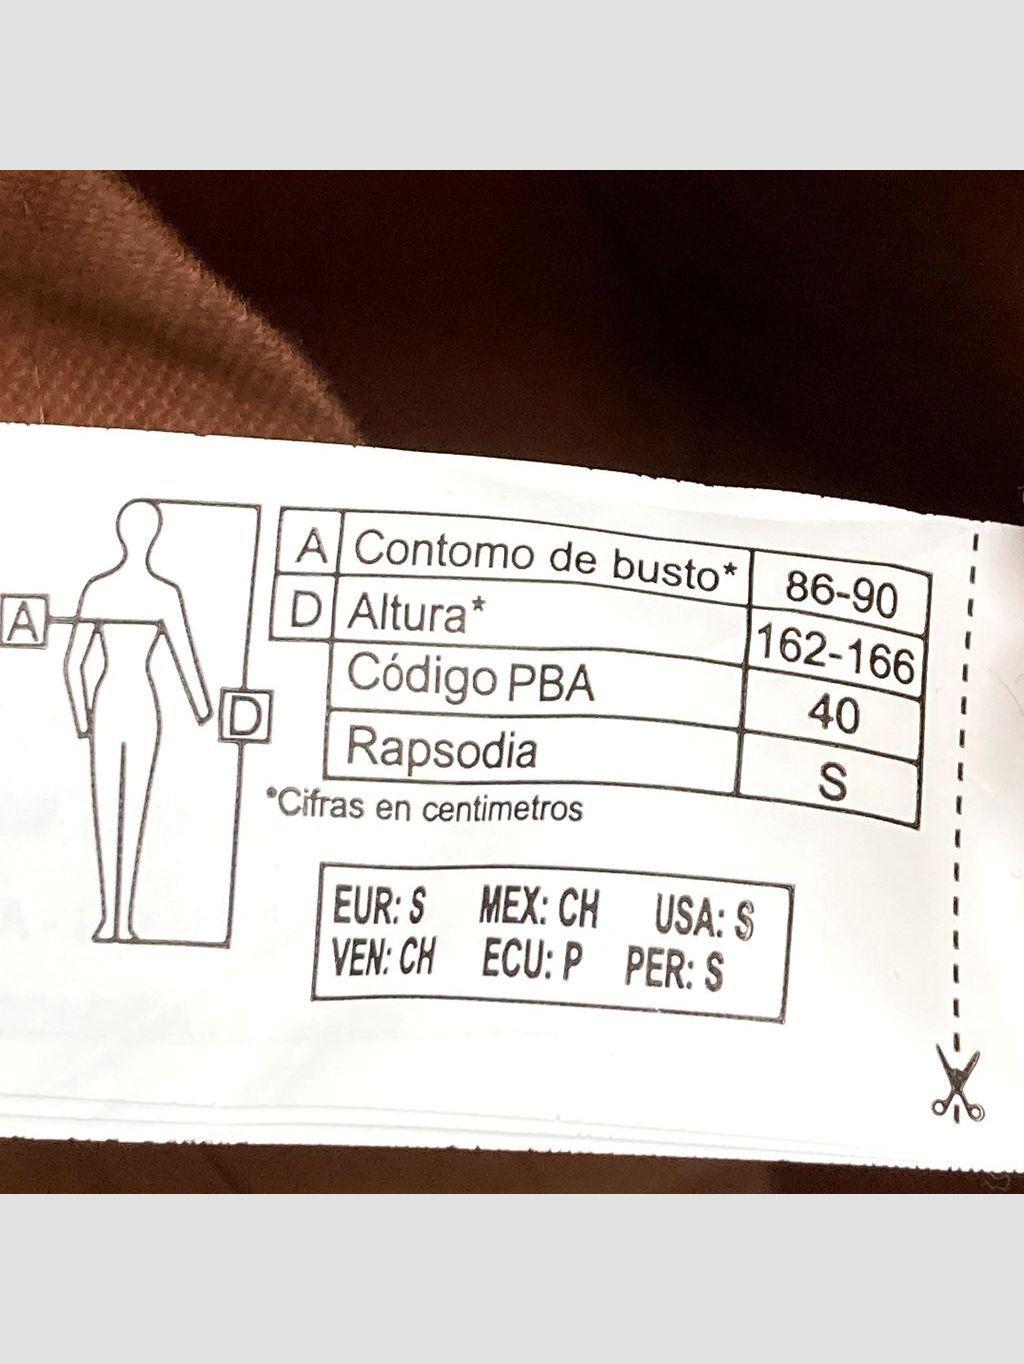 A Contomo de busto* 86-90
D Altura* 162-166
Código PBA 40
Rapsodia S
*Cifras en centimetros
A
D
EUR: S MEX: CH USA: S
VEN: CH ECU: P PER: S